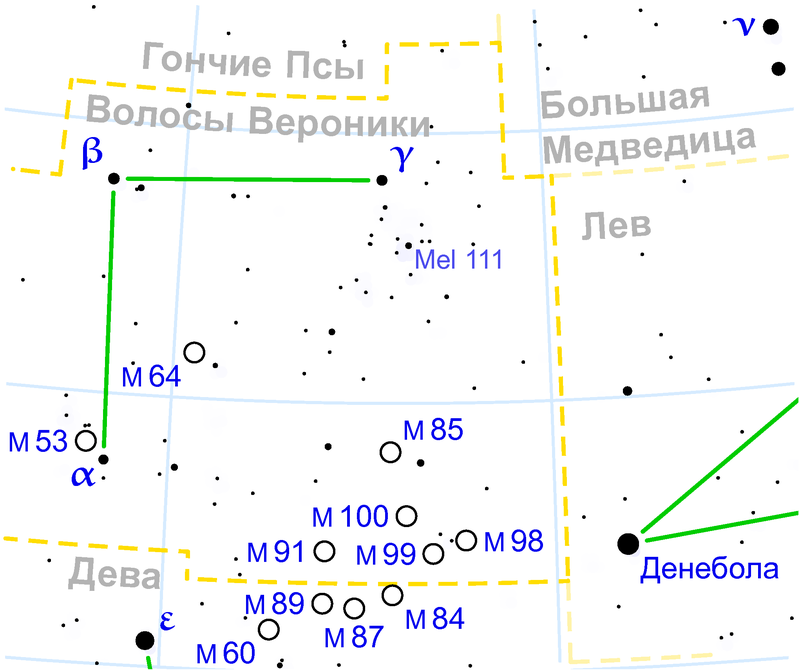 ν
Гончие Псы
Большая
Медведица
Волосы Вероники
β
γ
Лев
Mel 111
M 64
M 53
α
M 85
M 100
M 91
M 99
M 98
Денебола
Дева
M 89
M 87
M 84
ε
M 60